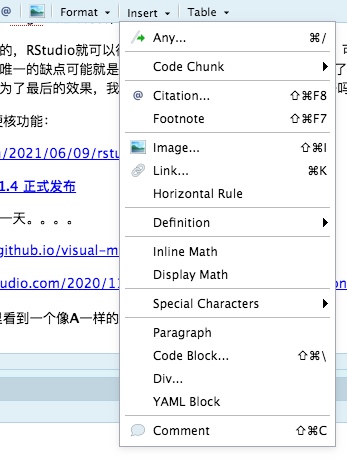 @ Format Insert Table
Any... ⌘/
的，RStudio就可以
Code Chunk
唯一的缺点可能就是
Citation... ⇧⌘F8
为了最后的效果，我
Footnote ⇧⌘F7
核功能：
Image... ⇧⌘I
/2021/06/09/rstu
Link... ⌘K
1.4 正式发布
Horizontal Rule
一天。。。。
Definition
github.io/visual-m
Inline Math
Display Math
udio.com/2020/11
Special Characters
看到一个像A一样的
Paragraph
Code Block... ⇧⌘\
Div...
YAML Block
Comment ⇧⌘C